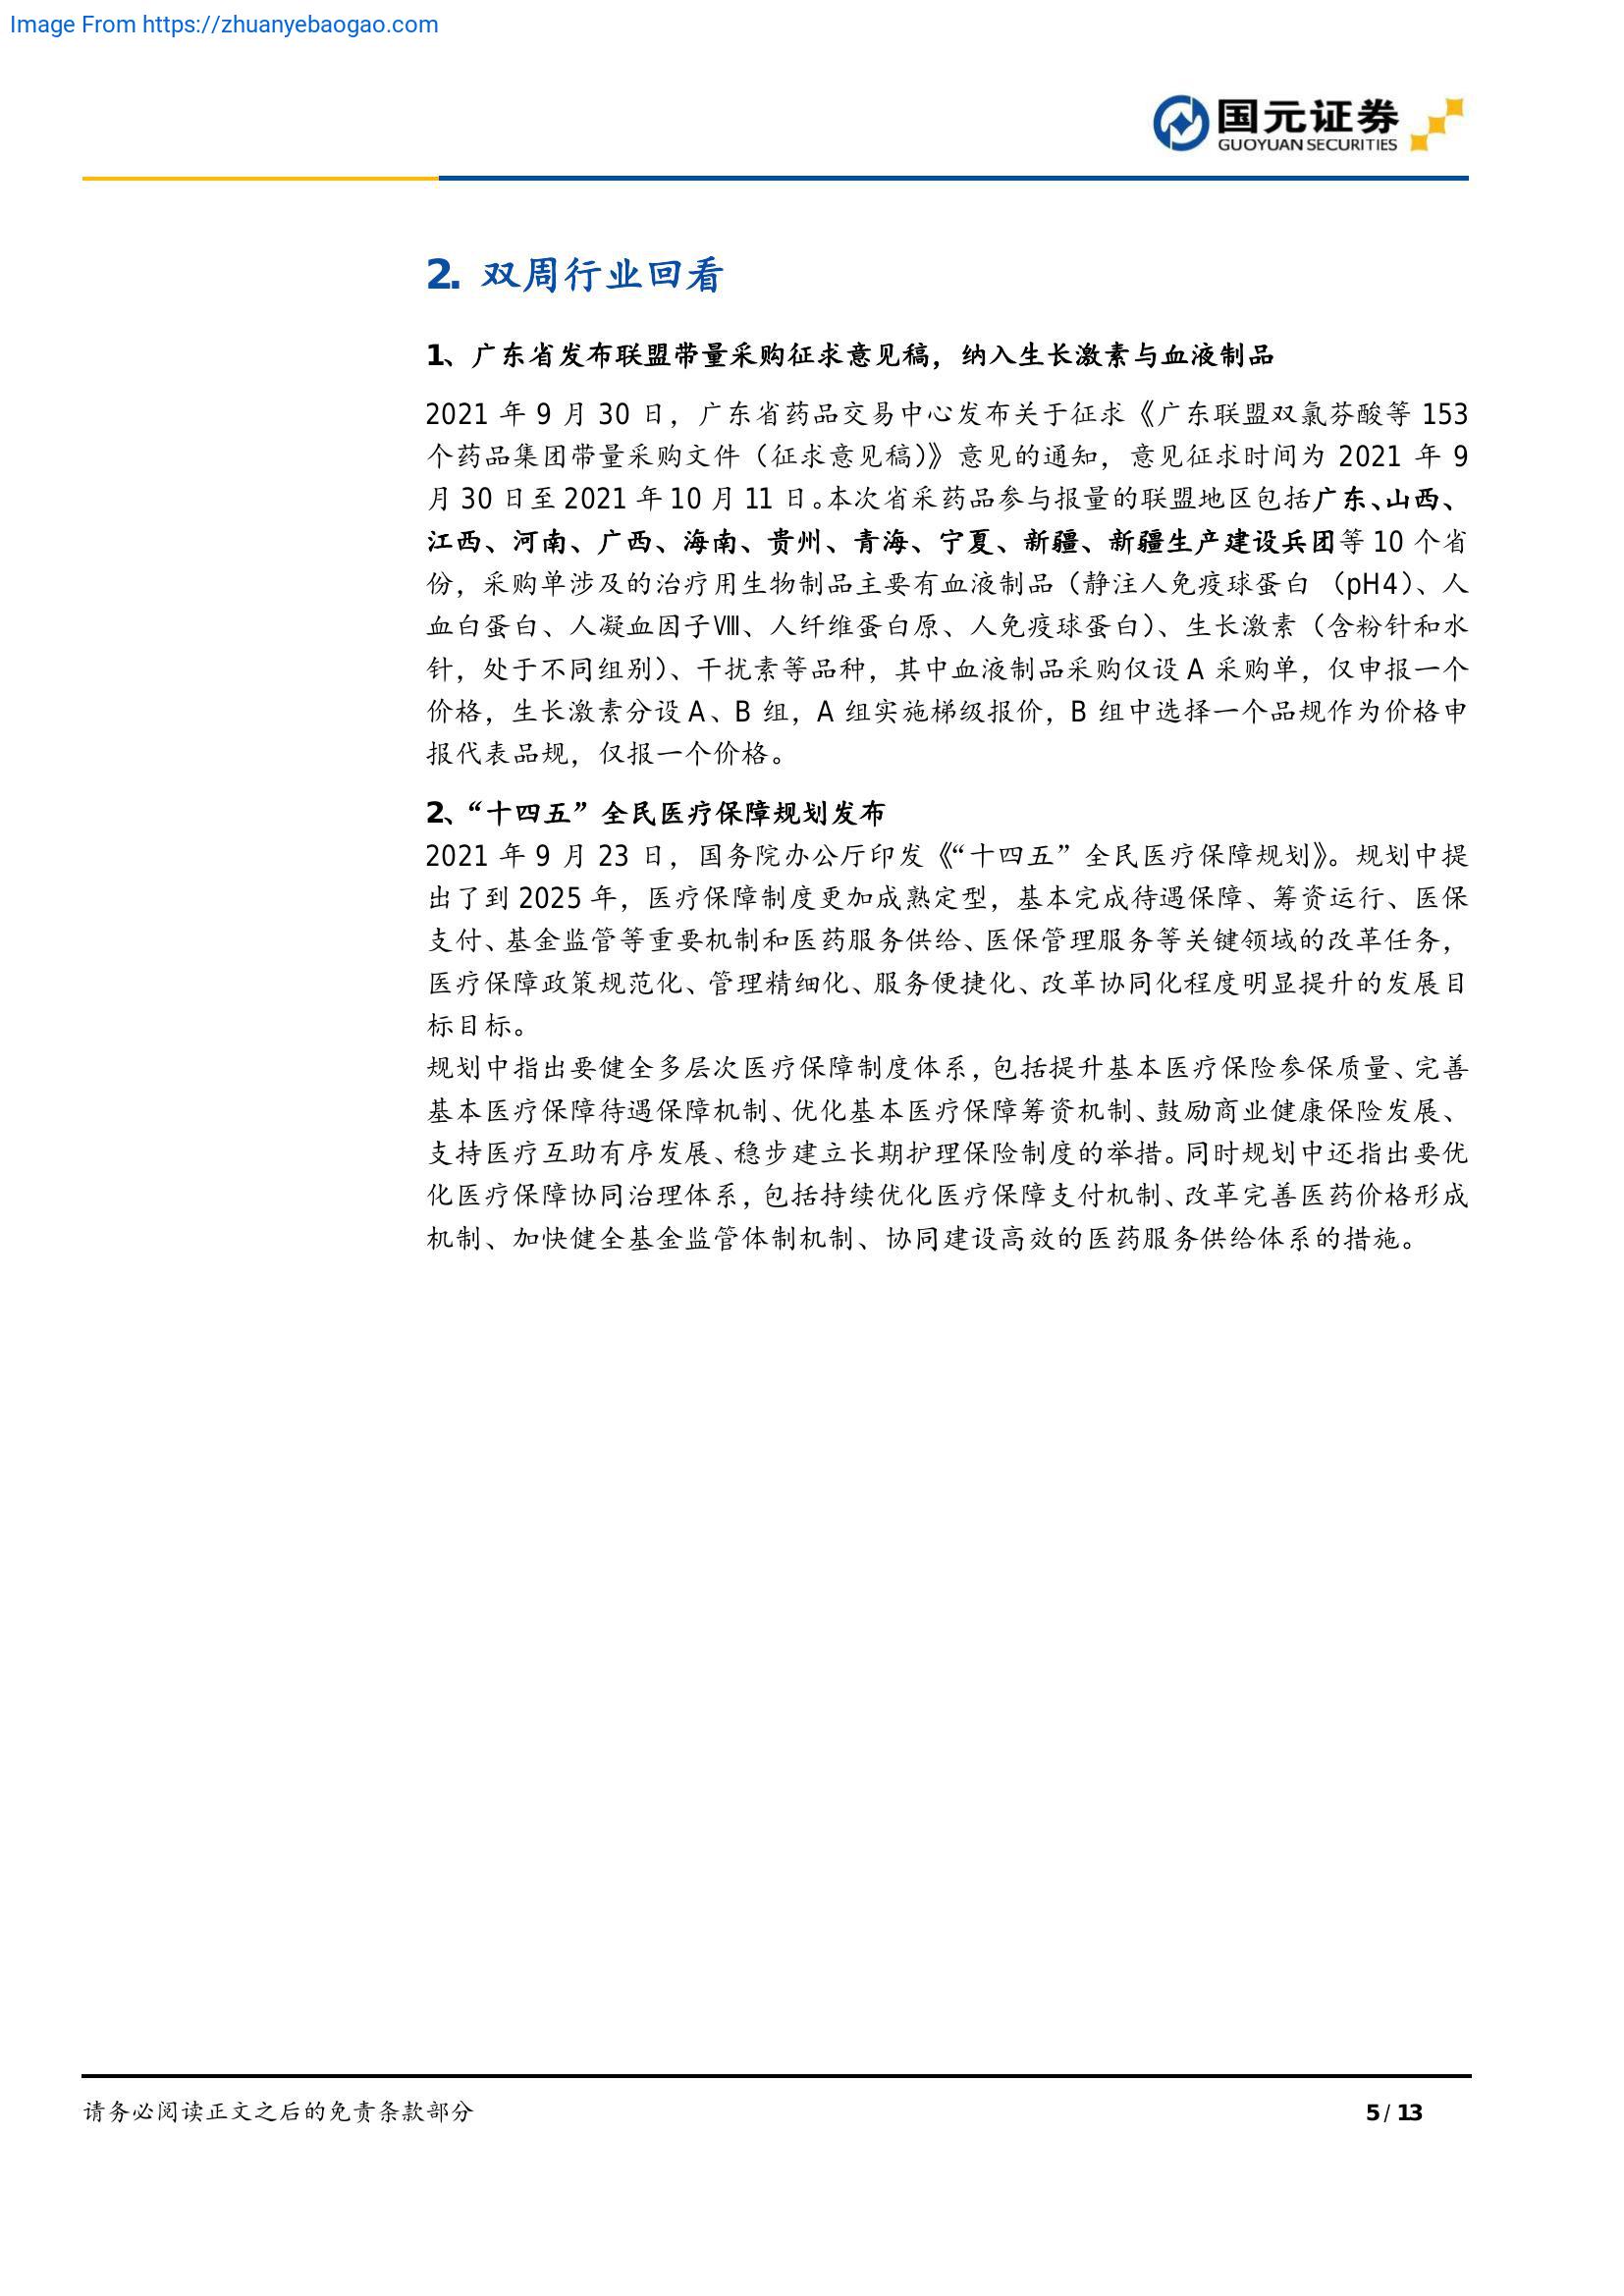 Image From https://zhuanyebaogao.com
国元证券
GUOYUAN SECURITIES
2. 双周行业回看
1、广东省发布联盟带量采购征求意见稿，纳入生长激素与血液制品
2021 年 9 月 30 日，广东省药品交易中心发布关于征求《广东联盟双氯芬酸等 153
个药品集团带量采购文件（征求意见稿）》意见的通知，意见征求时间为 2021 年 9
月 30 日至 2021 年 10 月 11 日。本次省采药品参与报量的联盟地区包括广东、山西、
江西、河南、广西、海南、贵州、青海、宁夏、新疆、新疆生产建设兵团等 10 个省
份，采购单涉及的治疗用生物制品主要有血液制品（静注人免疫球蛋白 （pH4）、人
血白蛋白、人凝血因子Ⅷ、人纤维蛋白原、人免疫球蛋白）、生长激素（含粉针和水
针，处于不同组别）、干扰素等品种，其中血液制品采购仅设 A 采购单，仅申报一个
价格，生长激素分设 A、B 组，A 组实施梯级报价，B 组中选择一个品规作为价格申
报代表品规，仅报一个价格。
2、“十四五”全民医疗保障规划发布
2021 年 9 月 23 日，国务院办公厅印发《“十四五”全民医疗保障规划》。规划中提
出了到 2025 年，医疗保障制度更加成熟定型，基本完成待遇保障、筹资运行、医保
支付、基金监管等重要机制和医药服务供给、医保管理服务等关键领域的改革任务，
医疗保障政策规范化、管理精细化、服务便捷化、改革协同化程度明显提升的发展目
标目标。
规划中指出要健全多层次医疗保障制度体系，包括提升基本医疗保险参保质量、完善
基本医疗保障待遇保障机制、优化基本医疗保障筹资机制、鼓励商业健康保险发展、
支持医疗互助有序发展、稳步建立长期护理保险制度的举措。同时规划中还指出要优
化医疗保障协同治理体系，包括持续优化医疗保障支付机制、改革完善医药价格形成
机制、加快健全基金监管体制机制、协同建设高效的医药服务供给体系的措施。
请务必阅读正文之后的免责条款部分
5 / 13